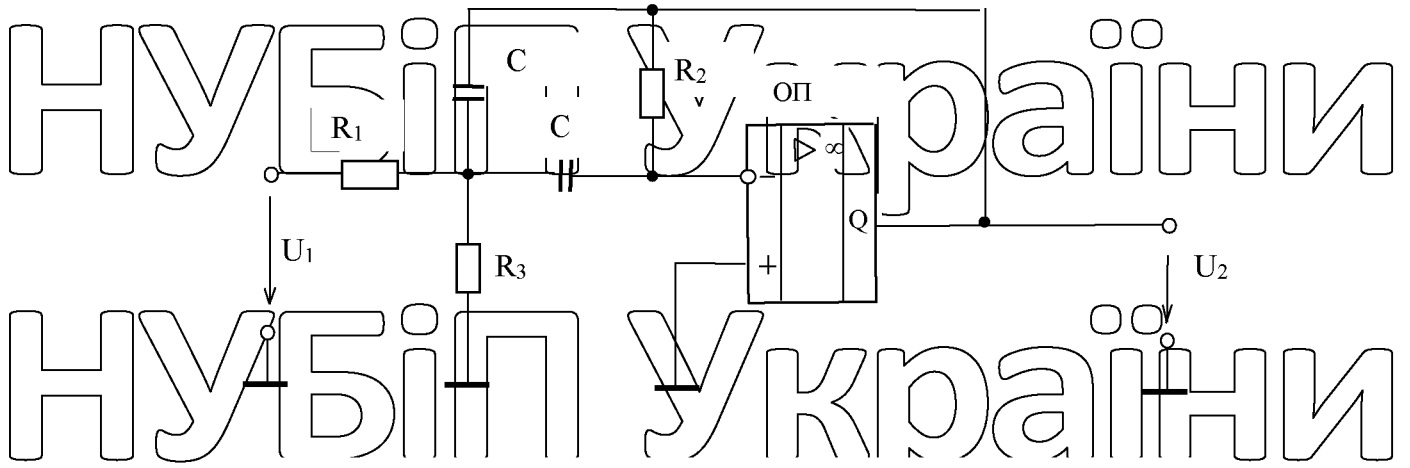 НУБіП України
C
R2
ОП
R1
C
▷ ∞
–
Q
U1
+
R3
U2
НУБіП України